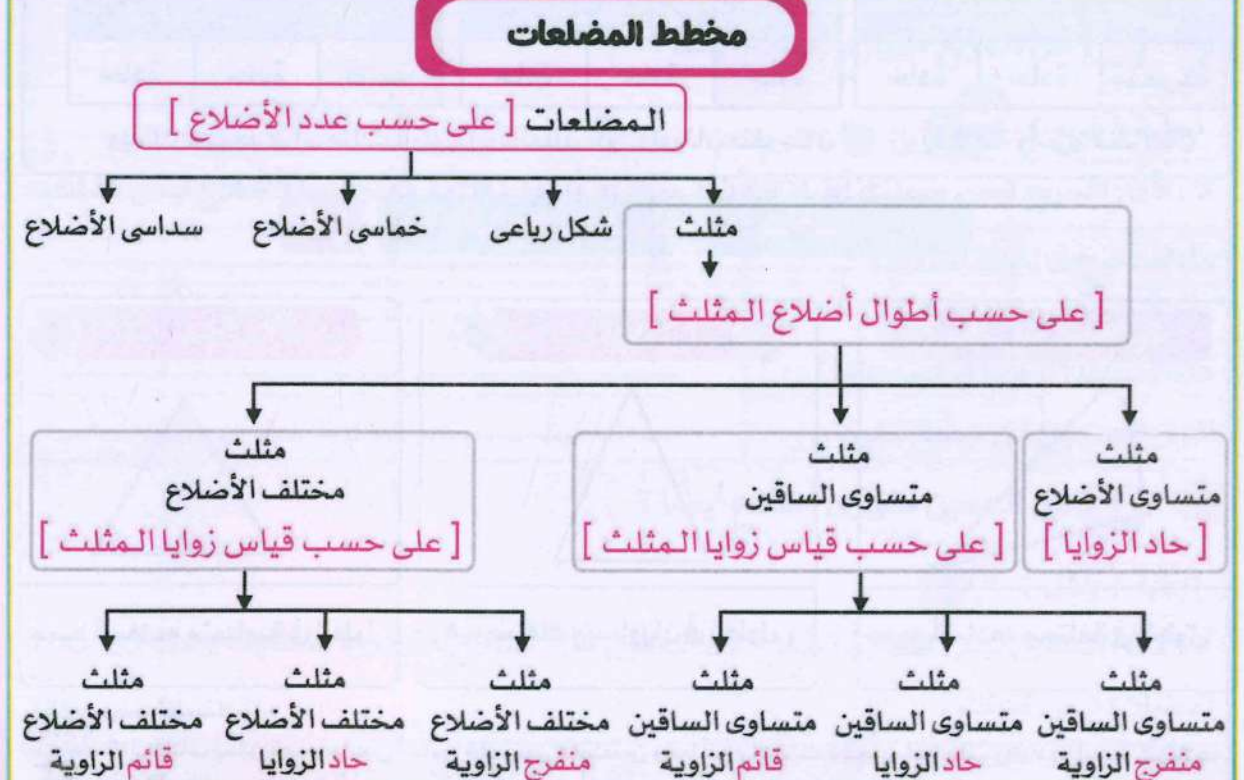 مخطط المضلعات
المضلعات [ على حسب عدد الأضلاع ]
مثلث
شكل رباعى
خماسى الأضلاع
سداسى الأضلاع
[ على حسب أطوال أضلاع المثلث ]
مثلث
متساوى الأضلاع
[ حاد الزوايا ]
مثلث
متساوى الساقين
[ على حسب قياس زوايا المثلث ]
مثلث
مختلف الأضلاع
[ على حسب قياس زوايا المثلث ]
مثلث
متساوى الساقين
منفرج الزاوية
مثلث
متساوى الساقين
حاد الزوايا
مثلث
متساوى الساقين
قائم الزاوية
مثلث
مختلف الأضلاع
منفرج الزاوية
مثلث
مختلف الأضلاع
حاد الزوايا
مثلث
مختلف الأضلاع
قائم الزاوية